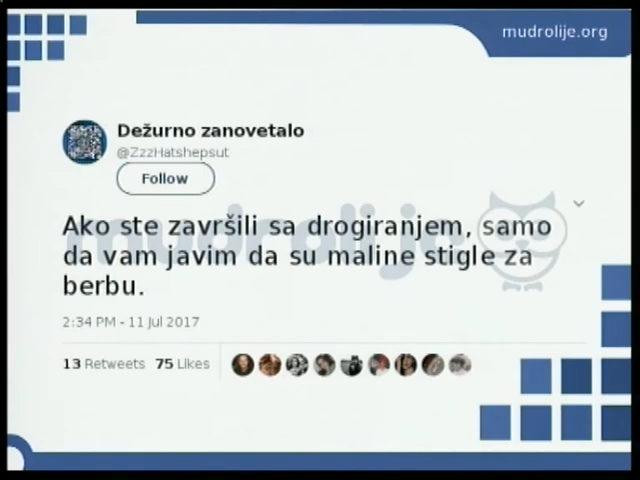 mudrolije.org
Dežurno zanovetalo
@ZzzHatshepsut
Follow
mudrolije
Ako ste završili sa drogiranjem, samo
da vam javim da su maline stigle za
berbu.
2:34 PM - 11 Jul 2017
13 Retweets 75 Likes